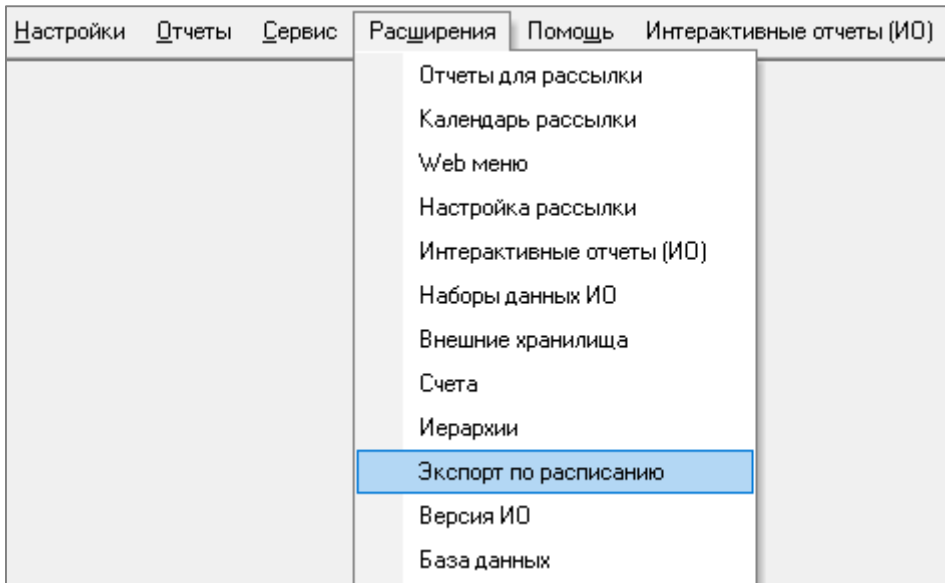 Настройки Отчеты Сервис Расширения Помощь Интерактивные отчеты (ИО)
Отчеты для рассылки
Календарь рассылки
Web меню
Настройка рассылки
Интерактивные отчеты (ИО)
Наборы данных ИО
Внешние хранилища
Счета
Иерархии
Экспорт по расписанию
Версия ИО
База данных